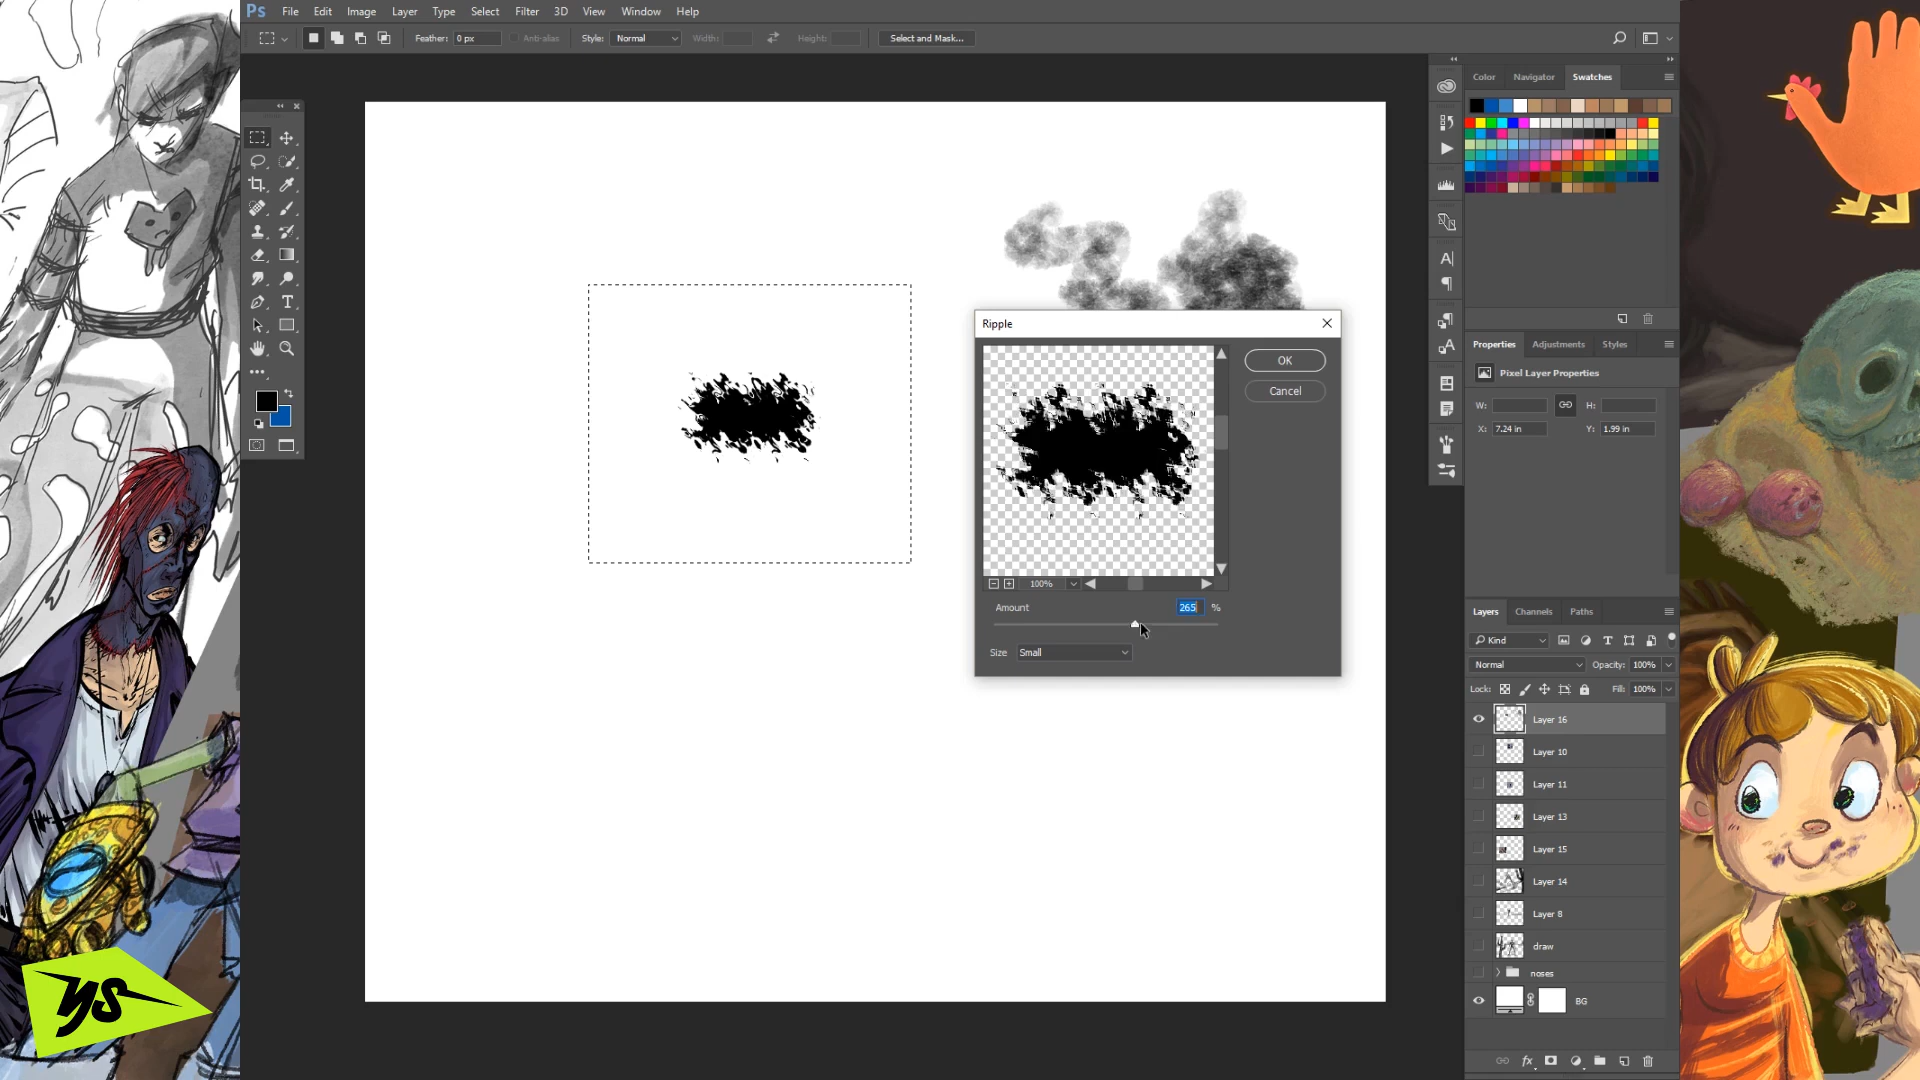 Ps File Edit Image Layer Type Select Filter 3D View Window Help
Feather: 0 px Anti-alias Style: Normal Width: Height: Select and Mask...
Color Navigator Swatches
Ripple
OK
Cancel
100%
Amount 265 %
Size Small
Properties Adjustments Styles
Pixel Layer Properties
W: H:
X: 7.24 in Y: 1.99 in
Layers Channels Paths
Kind
Normal Opacity: 100%
Lock: Fill: 100%
Layer 16
Layer 10
Layer 11
Layer 13
Layer 15
Layer 14
Layer 8
draw
noses
BG
fx
YS